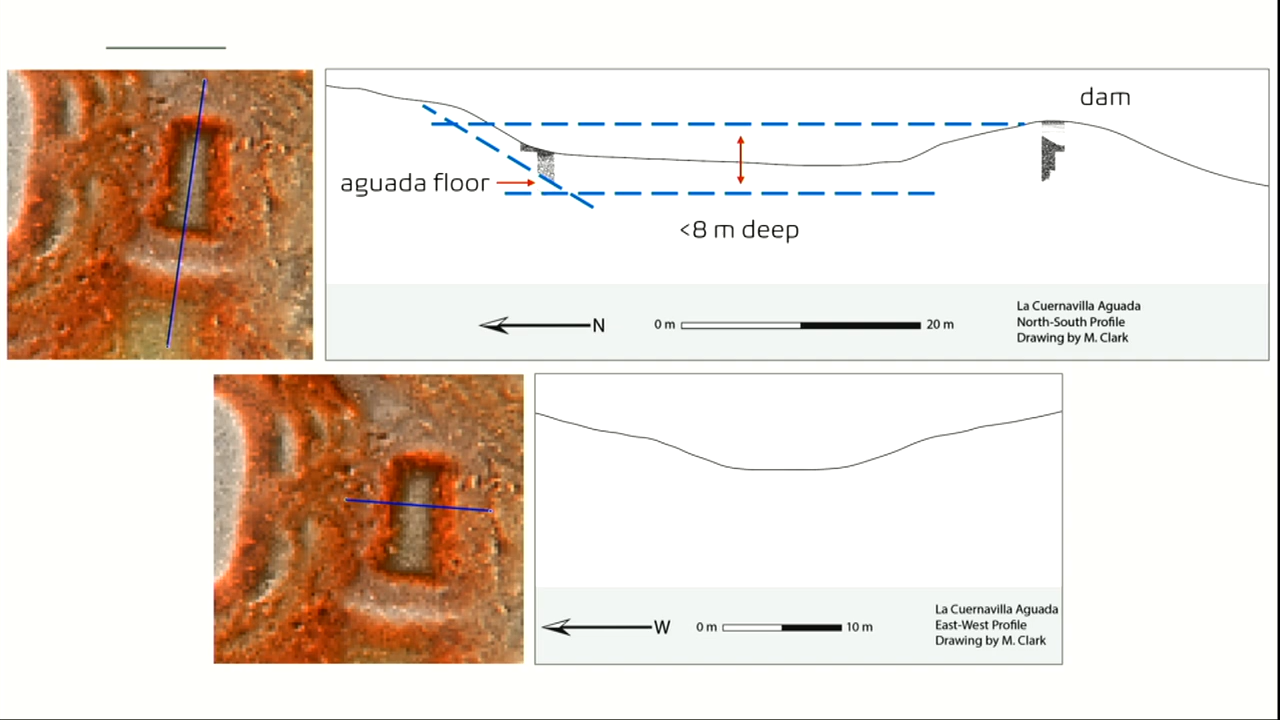 dam
aguada floor
<8 m deep
N
0 m
20 m
La Cuernavilla Aguada
North-South Profile
Drawing by M. Clark
W
0 m
10 m
La Cuernavilla Aguada
East-West Profile
Drawing by M. Clark